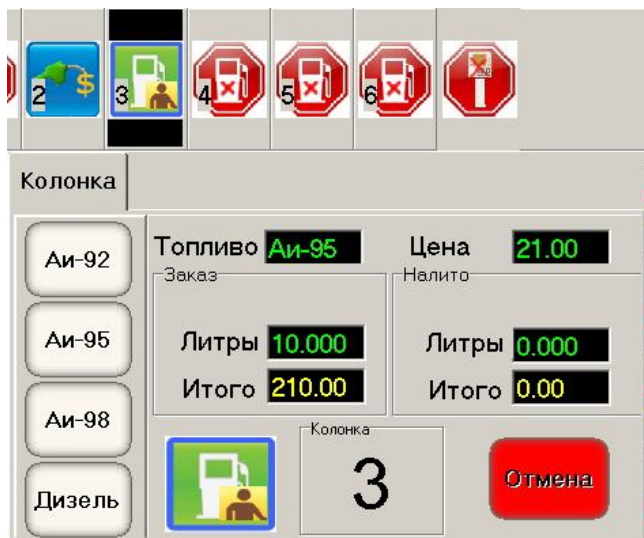 2 $ 3 4 5 6
Колонка
Аи-92
Аи-95
Аи-98
Дизель
Топливо Аи-95 Цена 21.00
Заказ
Литры 10.000
Итого 210.00
Налито
Литры 0.000
Итого 0.00
Колонка
3
Отмена